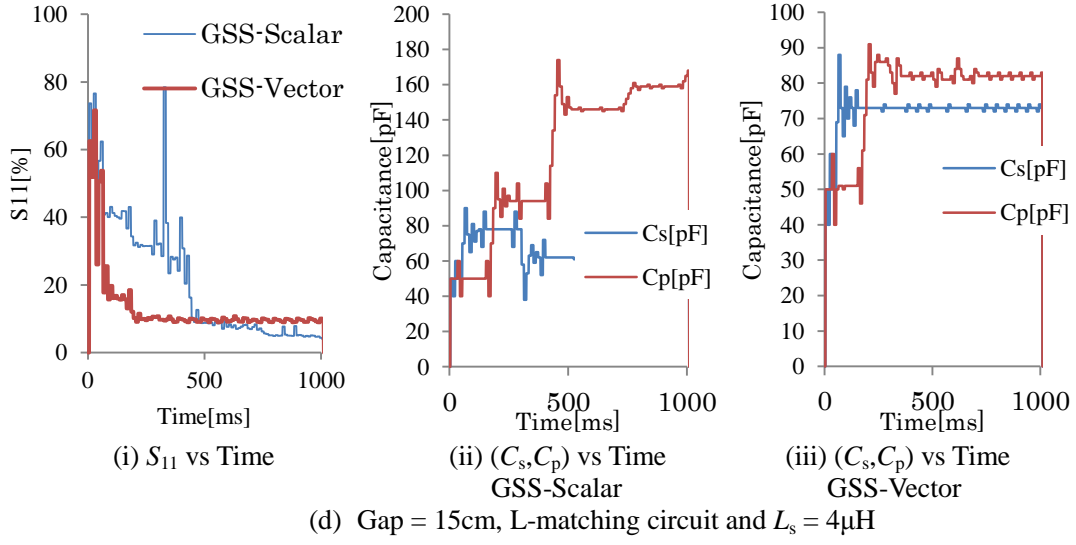 100
80
60
40
20
0
S11[%]
GSS-Scalar
GSS-Vector
0
500
1000
Time[ms]
(i) S11 vs Time
200
180
160
140
120
100
80
60
40
20
0
Capacitance[pF]
Cs[pF]
Cp[pF]
0
500
1000
Time[ms]
(ii) (Cs,Cp) vs Time
GSS-Scalar
100
90
80
70
60
50
40
30
20
10
0
Capacitance[pF]
Cs[pF]
Cp[pF]
0
500
1000
Time[ms]
(iii) (Cs,Cp) vs Time
GSS-Vector
(d) Gap = 15cm, L-matching circuit and Ls = 4μH